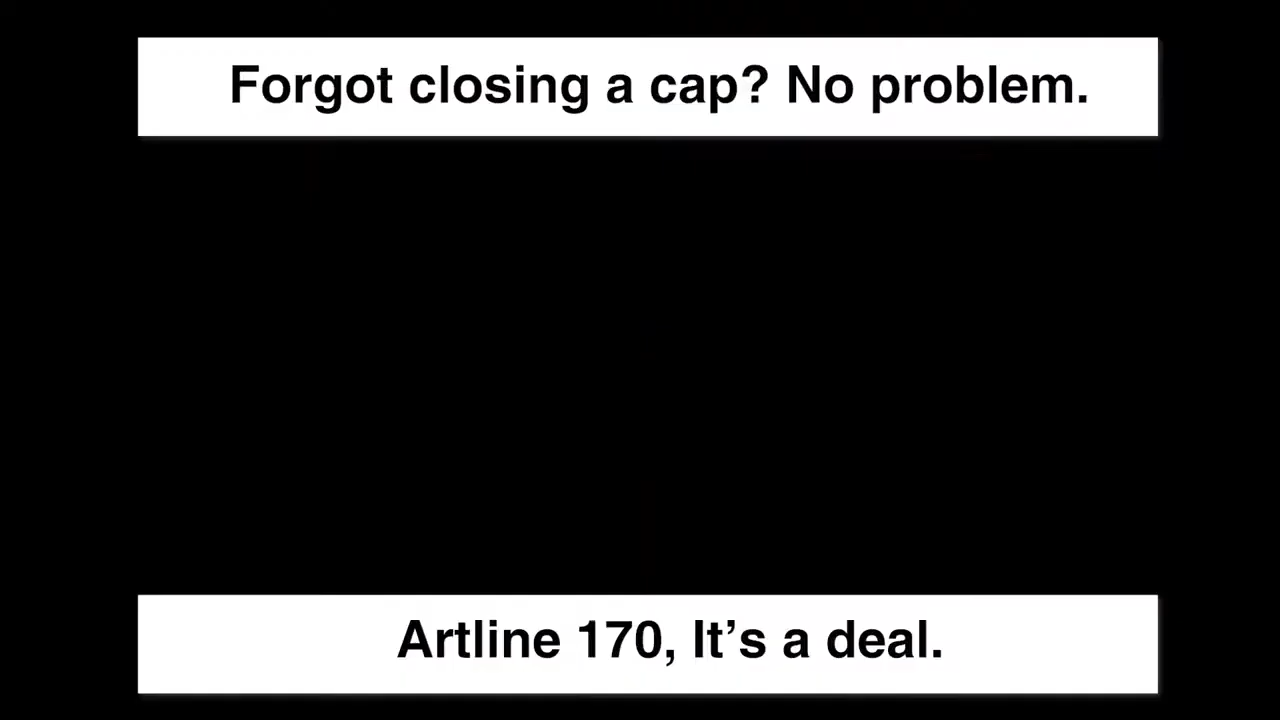 Forgot closing a cap? No problem.
Artline 170, It’s a deal.